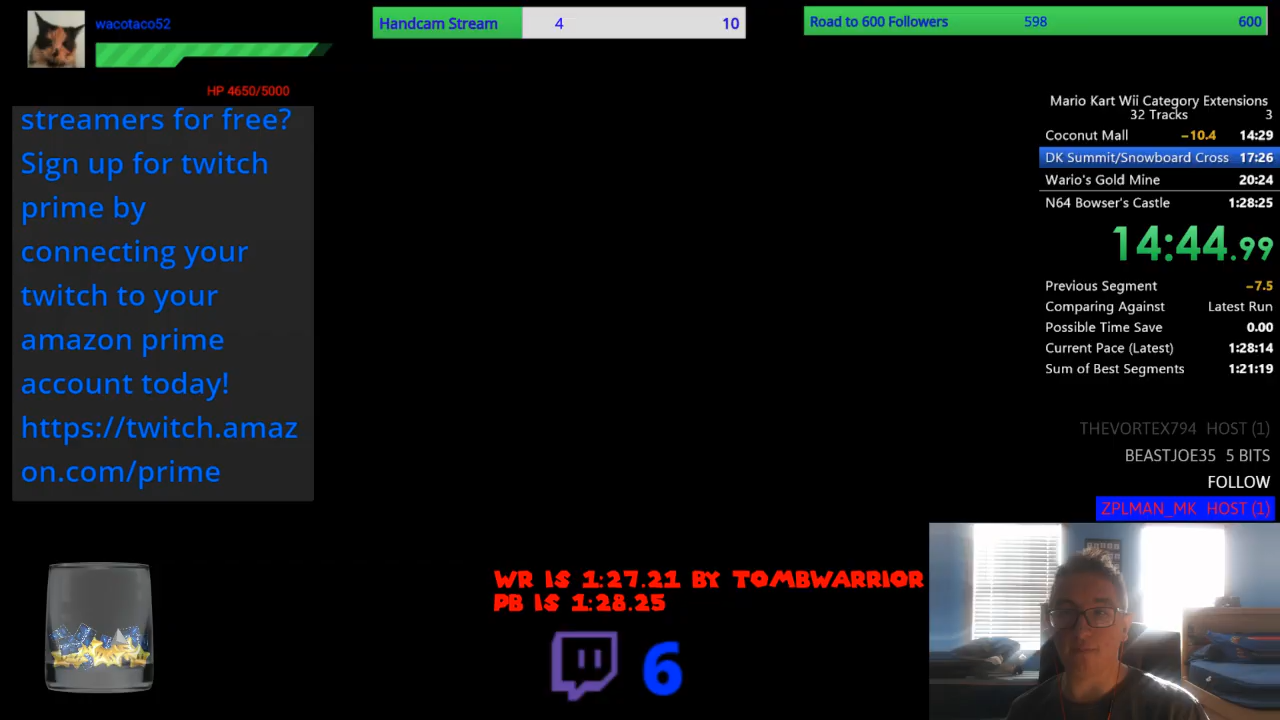 wacotaco52
HP 4650/5000
Handcam Stream 4 10
Road to 600 Followers 598 600
streamers for free?
Sign up for twitch
prime by
connecting your
twitch to your
amazon prime
account today!
https://twitch.amaz
on.com/prime
Mario Kart Wii Category Extensions
32 Tracks 3
Coconut Mall −10.4 14:29
DK Summit/Snowboard Cross 17:26
Wario's Gold Mine 20:24
N64 Bowser's Castle 1:28:25
14:44.99
Previous Segment −7.5
Comparing Against Latest Run
Possible Time Save 0.00
Current Pace (Latest) 1:28:14
Sum of Best Segments 1:21:19
THEVORTEX794 HOST (1)
BEASTJOE35 5 BITS
FOLLOW
ZPLMAN_MK HOST (1)
WR IS 1:27.21 BY TOMBWARRIOR
PB IS 1:28.25
6